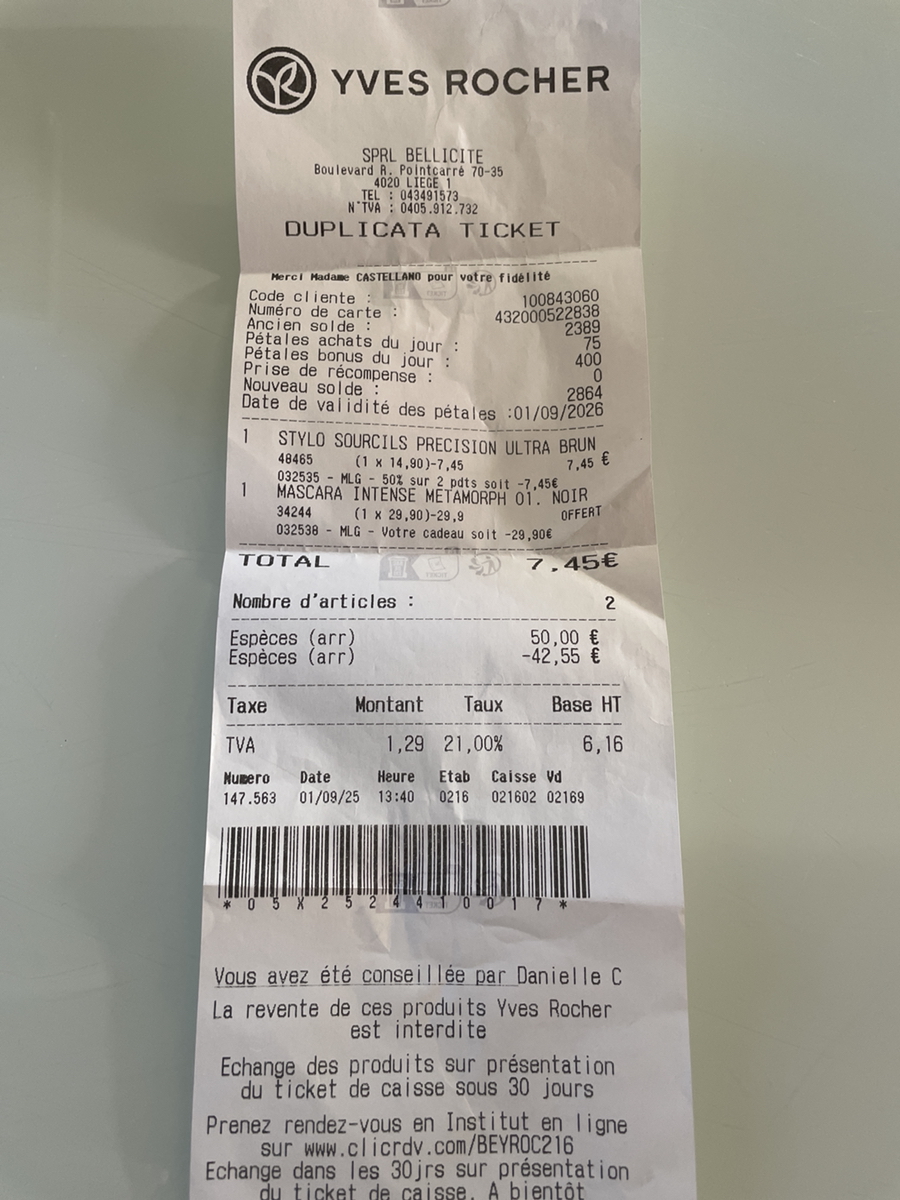 YVES ROCHER
SPRL BELLICITE
Boulevard R. Pointcarré 70-35
4020 LIEGE 1
TEL : 043491573
N°TVA : 0405.912.732
DUPLICATA TICKET
Merci Madame CASTELLANO pour votre fidélité
Code cliente : 100843060
Numéro de carte : 432000522838
Ancien solde : 2389
Pétales achats du jour : 75
Pétales bonus du jour : 400
Prise de récompense : 0
Nouveau solde : 2864
Date de validité des pétales :01/09/2026
1 STYLO SOURCILS PRECISION ULTRA BRUN
48465 (1 x 14,90)-7,45 7,45 €
032535 - MLG - 50% sur 2 pdts soit -7,45€
1 MASCARA INTENSE METAMORPH 01. NOIR
34244 (1 x 29,90)-29,9 OFFERT
032538 - MLG - Votre cadeau soit -29,90€
TOTAL 7.45€
Nombre d'articles : 2
Espèces (arr) 50,00 €
Espèces (arr) -42,55 €
Taxe Montant Taux Base HT
TVA 1,29 21,00% 6,16
Numero Date Heure Etab Caisse Vd
147.563 01/09/25 13:40 0216 021602 02169
* 0 5 X 2 5 2 4 4 1 0 0 1 7 *
Vous avez été conseillée par Danielle C
La revente de ces produits Yves Rocher
est interdite
Echange des produits sur présentation
du ticket de caisse sous 30 jours
Prenez rendez-vous en Institut en ligne
sur www.clicrdv.com/BEYROC216
Echange dans les 30jrs sur présentation
du ticket de caisse. A bientôt